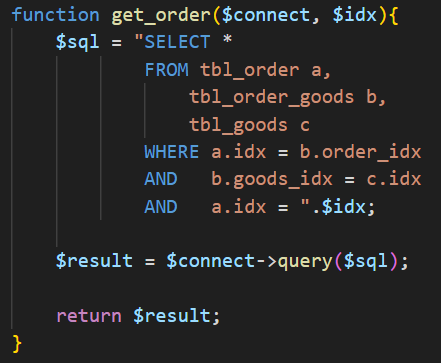 function get_order($connect, $idx){
    $sql = "SELECT *
            FROM tbl_order a,
                tbl_order_goods b,
                tbl_goods c
            WHERE a.idx = b.order_idx
            AND   b.goods_idx = c.idx
            AND   a.idx = ".$idx;
    $result = $connect->query($sql);
    return $result;
}